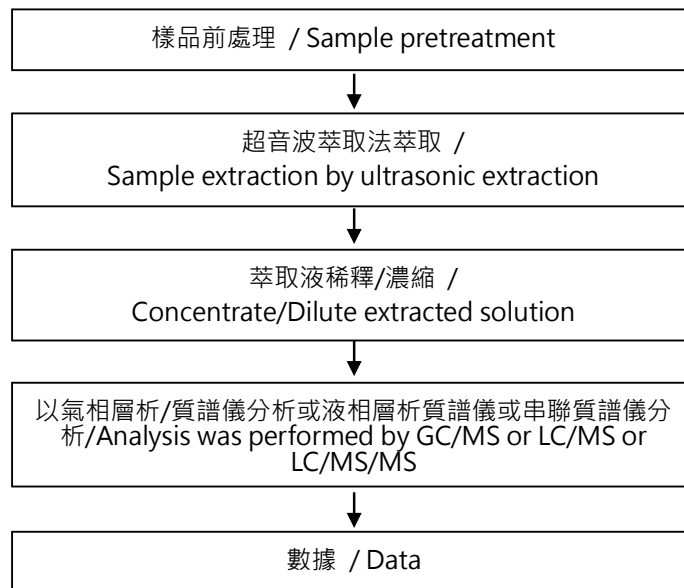 樣品前處理 / Sample pretreatment
超音波萃取法萃取 /
Sample extraction by ultrasonic extraction
萃取液稀釋/濃縮 /
Concentrate/Dilute extracted solution
以氣相層析/質譜儀分析或液相層析質譜儀或串聯質譜儀分
析/Analysis was performed by GC/MS or LC/MS or
LC/MS/MS
數據 / Data